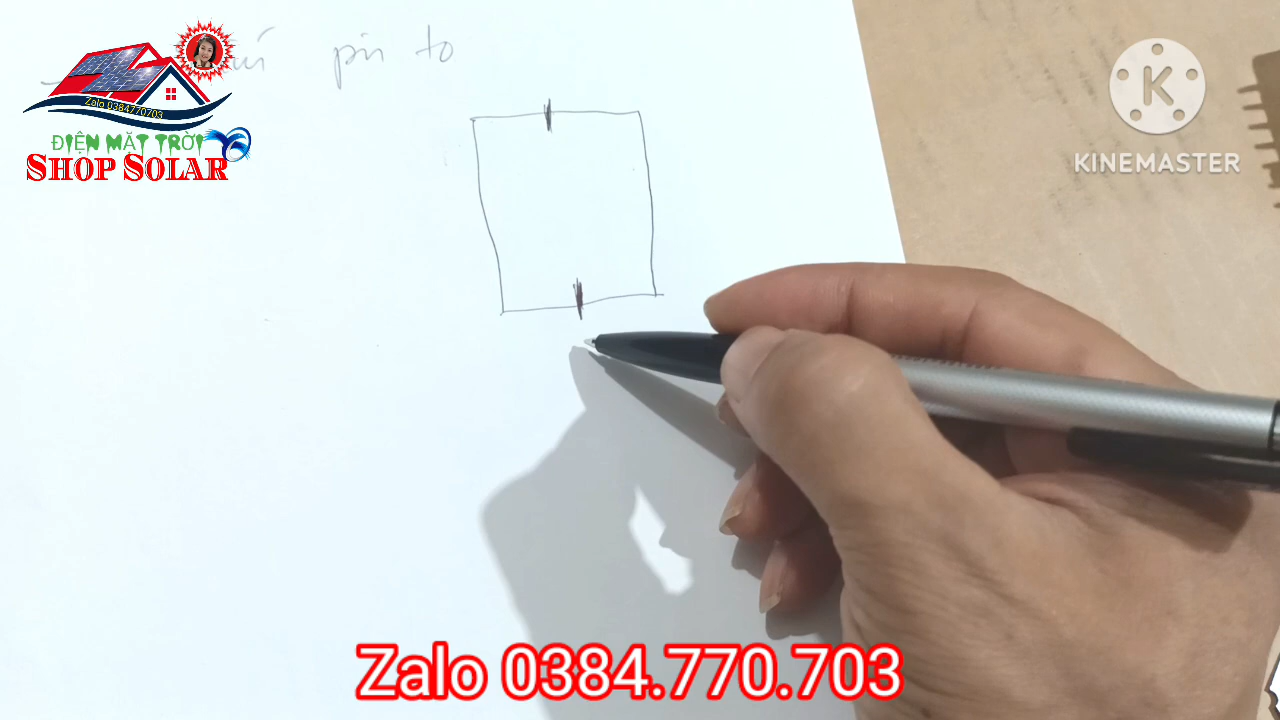 pin to
Zalo 0384770703
ĐIỆN MẶT TRỜI
SHOP SOLAR
K
KINEMASTER
Zalo 0384.770.703